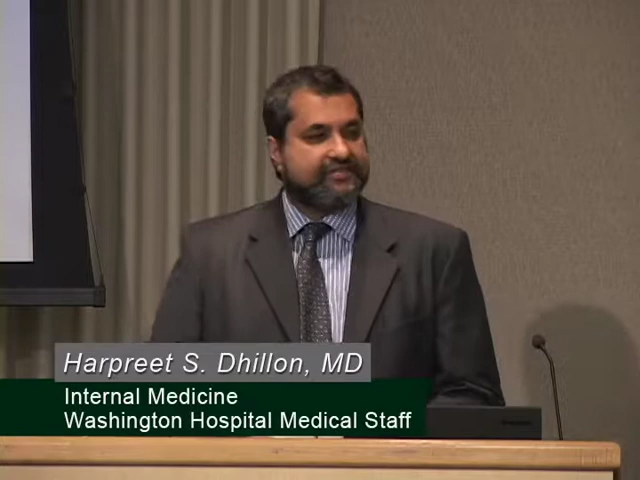 Harpreet S. Dhillon, MD
Internal Medicine
Washington Hospital Medical Staff